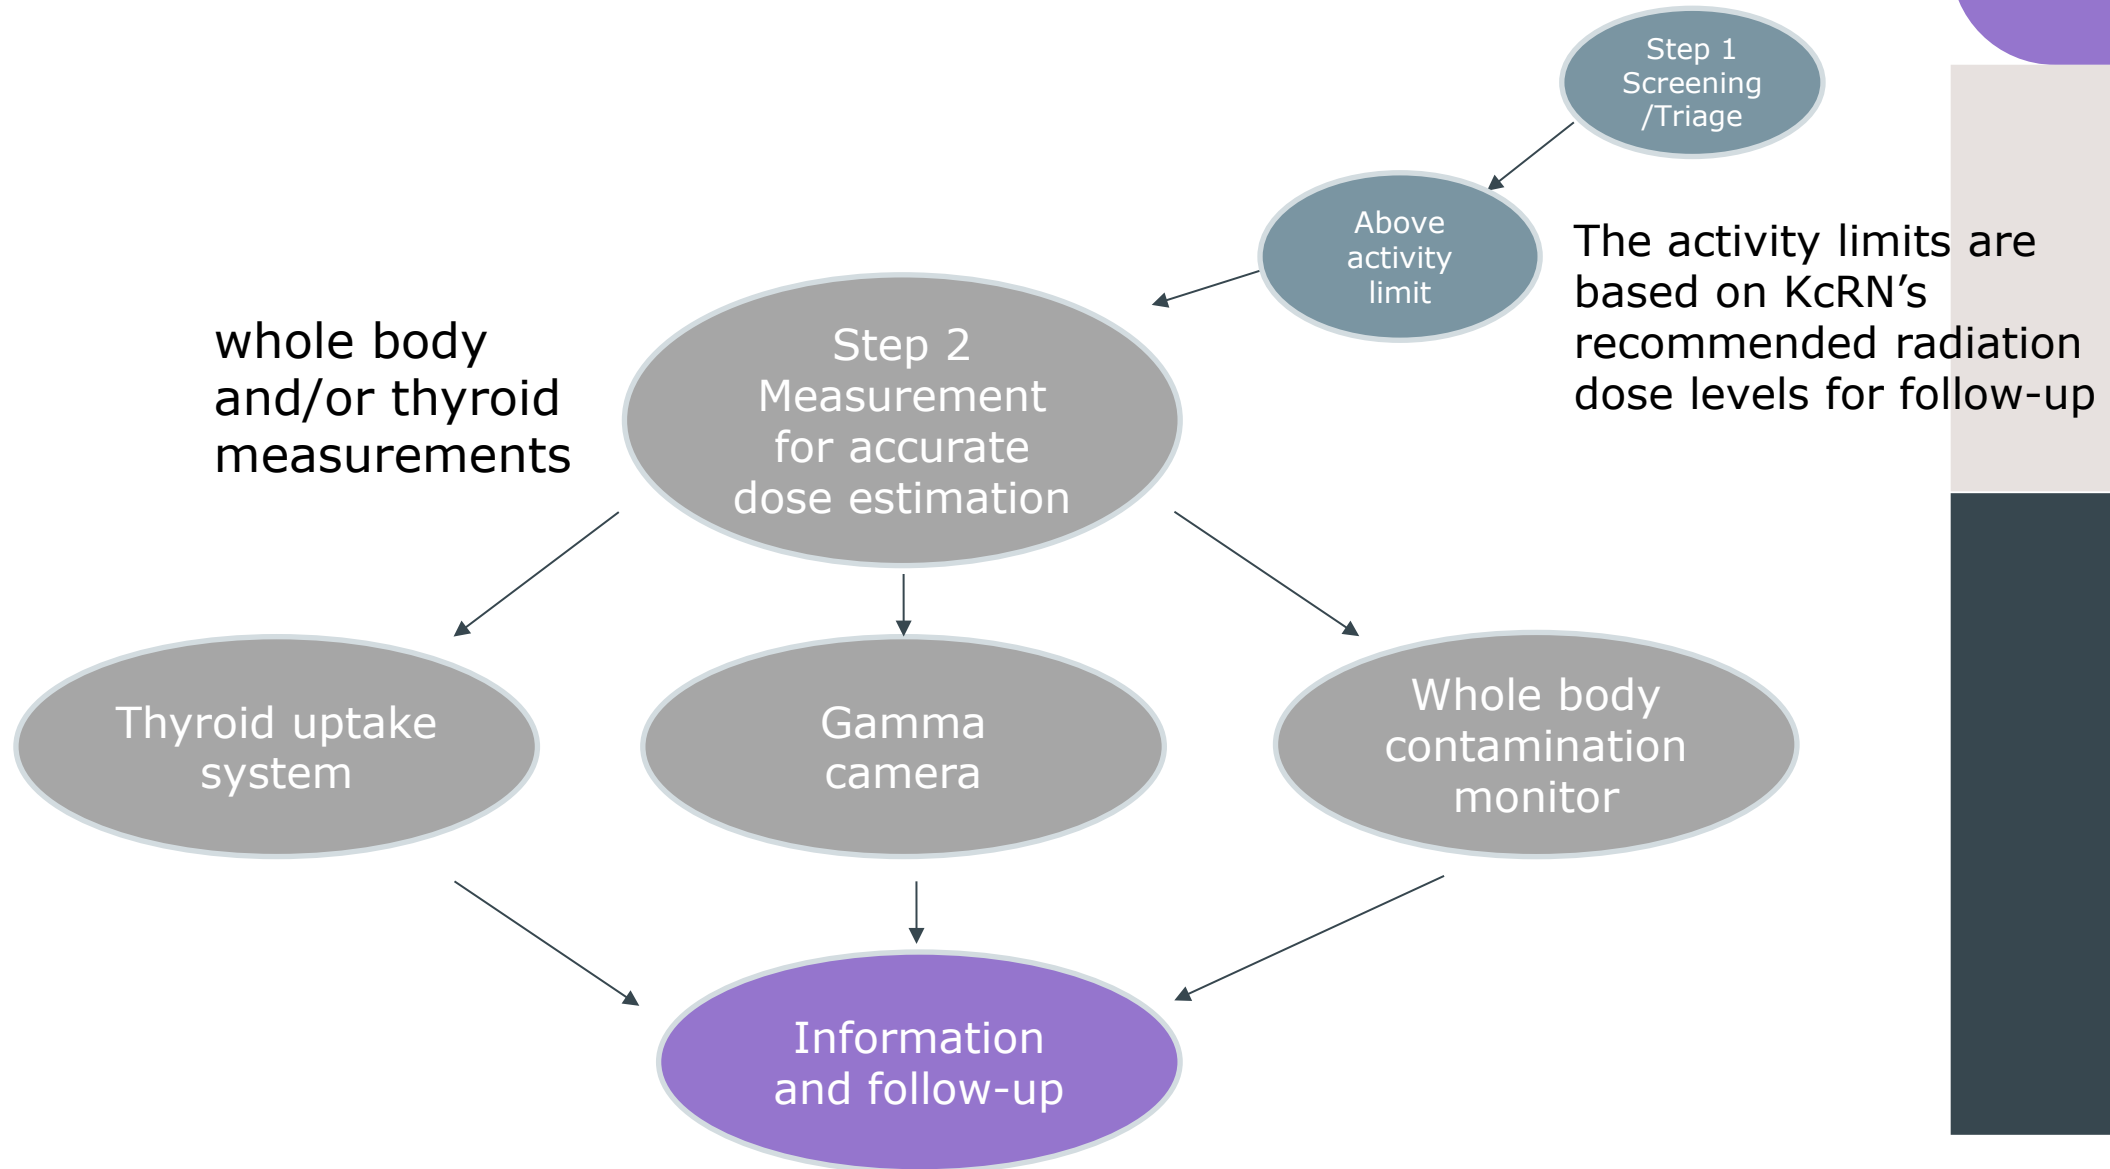 Step 1
Screening
/Triage
Above
activity
limit
The activity limits are
based on KcRN’s
recommended radiation
dose levels for follow-up
whole body
and/or thyroid
measurements
Step 2
Measurement
for accurate
dose estimation
Thyroid uptake
system
Gamma
camera
Whole body
contamination
monitor
Information
and follow-up